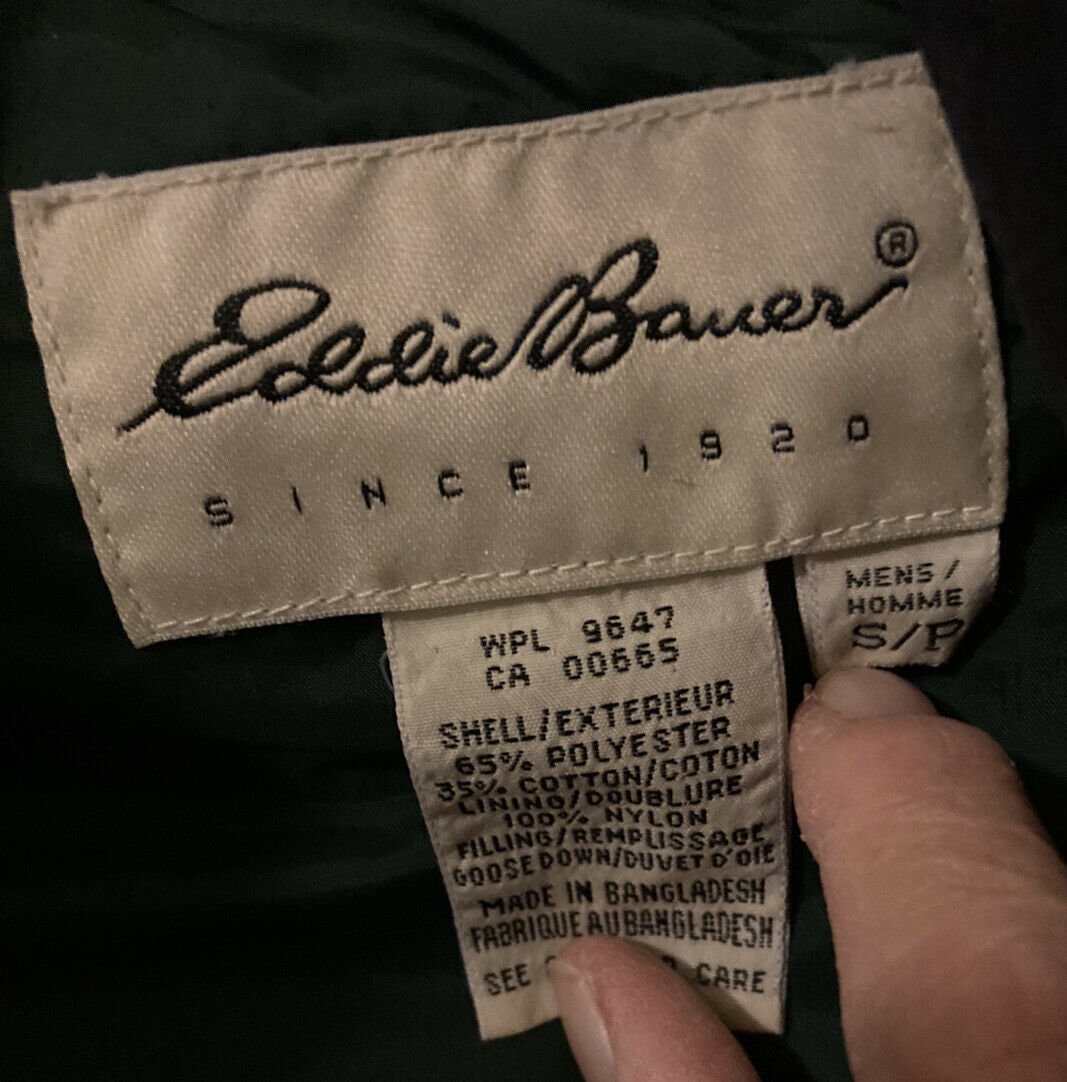 Eddie Bauer®
SINCE 1920
MENS/
HOMME
S/P
WPL 9647
CA 00665
SHELL/EXTERIEUR
65% POLYESTER
35% COTTON/COTON
LINING/DOUBLURE
100% NYLON
FILLING/REMPLISSAGE
GOOSE DOWN/DUVET D'OIE
MADE IN BANGLADESH
FABRIQUE AU BANGLADESH
SEE CARE